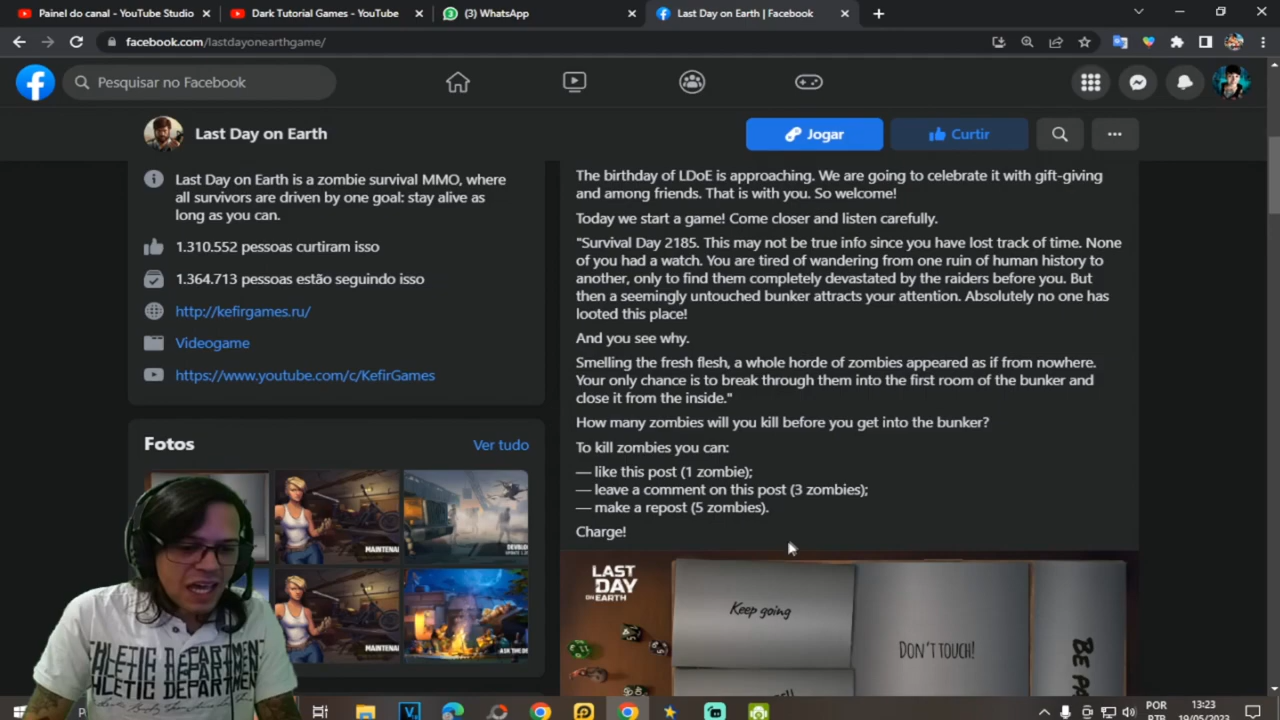 Painel do canal - YouTube Studio
Dark Tutorial Games - YouTube
(3) WhatsApp
Last Day on Earth | Facebook
facebook.com/lastdayonearthgame/
Pesquisar no Facebook
Last Day on Earth
Jogar
Curtir
Last Day on Earth is a zombie survival MMO, where
all survivors are driven by one goal: stay alive as
long as you can.
1.310.552 pessoas curtiram isso
1.364.713 pessoas estão seguindo isso
http://kefirgames.ru/
Videogame
https://www.youtube.com/c/KefirGames
Fotos
Ver tudo
MAINTENAN
MAINTENAN
ASK THE DE
ATHLETIC DEPARTMENT
The birthday of LDoE is approaching. We are going to celebrate it with gift-giving
and among friends. That is with you. So welcome!
Today we start a game! Come closer and listen carefully.
"Survival Day 2185. This may not be true info since you have lost track of time. None
of you had a watch. You are tired of wandering from one ruin of human history to
another, only to find them completely devastated by the raiders before you. But
then a seemingly untouched bunker attracts your attention. Absolutely no one has
looted this place!
And you see why.
Smelling the fresh flesh, a whole horde of zombies appeared as if from nowhere.
Your only chance is to break through them into the first room of the bunker and
close it from the inside."
How many zombies will you kill before you get into the bunker?
To kill zombies you can:
— like this post (1 zombie);
— leave a comment on this post (3 zombies);
— make a repost (5 zombies).
Charge!
LAST
DAY
ON EARTH
Keep going
DON'T TOUCH!
BE PA
POR
PTB
13:23
19/05/2023